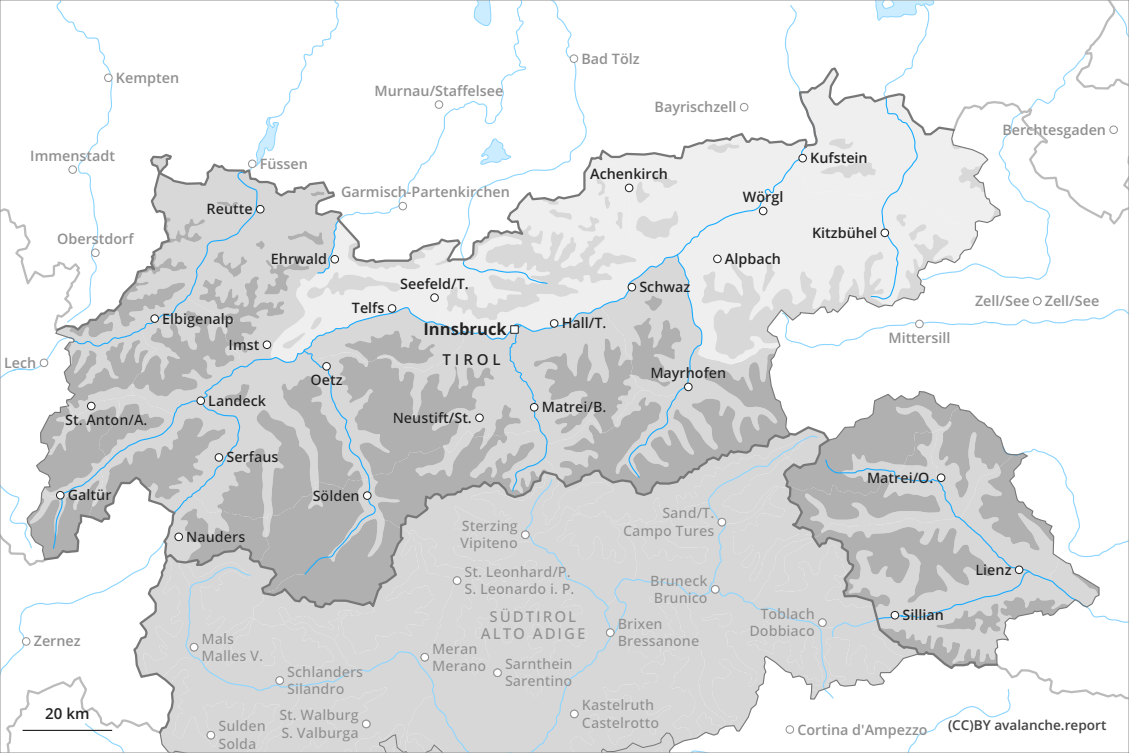 Kempten
Bad Tölz
Murnau/Staffelsee
Bayrischzell
Berchtesgaden
Immenstadt
Füssen
Kufstein
Achenkirch
Garmisch-Partenkirchen
Wörgl
Reutte
Oberstdorf
Kitzbühel
Ehrwald
Alpbach
Seefeld/T.
Schwaz
Zell/See
Zell/See
Telfs
Elbigenalp
Innsbruck
Hall/T.
Mittersill
Imst
TIROL
Lech
Oetz
Mayrhofen
Landeck
St. Anton/A.
Neustift/St.
Matrei/B.
Serfaus
Matrei/O.
Galtür
Sölden
Sand/T.
Campo Tures
Sterzing
Vipiteno
Nauders
Lienz
St. Leonhard/P.
S. Leonardo i. P.
Bruneck
Brunico
SÜDTIROL
ALTO ADIGE
Toblach
Dobbiaco
Sillian
Brixen
Bressanone
Zernez
Mals
Malles V.
Meran
Merano
Sarnthein
Sarentino
Schlanders
Silandro
Kastelruth
Castelrotto
St. Walburg
S. Valburga
20 km
Sulden
Solda
Cortina d'Ampezzo
(CC)BY avalanche.report